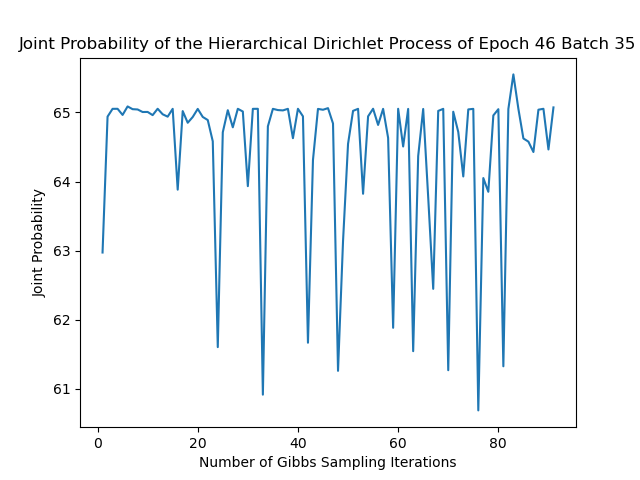 Joint Probability of the Hierarchical Dirichlet Process of Epoch 46 Batch 35
65
64
63
62
61
Joint Probability
0 20 40 60 80
Number of Gibbs Sampling Iterations